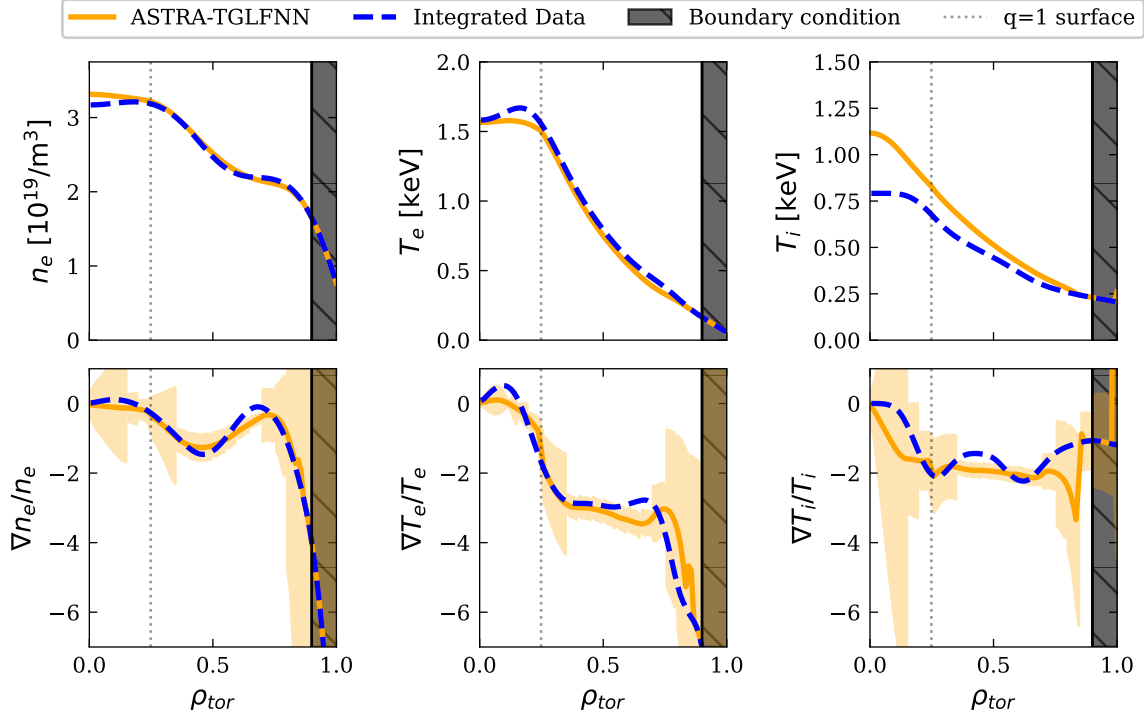 ASTRA-TGLFNN Integrated Data Boundary condition q=1 surface
3
2
1
0
n_e [10^19/m^3]
2.0
1.5
1.0
0.5
0.0
T_e [keV]
1.50
1.25
1.00
0.75
0.50
0.25
0.00
T_i [keV]
0
−2
−4
−6
∇n_e/n_e
0.0 0.5 1.0
ρ_tor
0
−2
−4
−6
∇T_e/T_e
0.0 0.5 1.0
ρ_tor
0
−2
−4
−6
∇T_i/T_i
0.0 0.5 1.0
ρ_tor